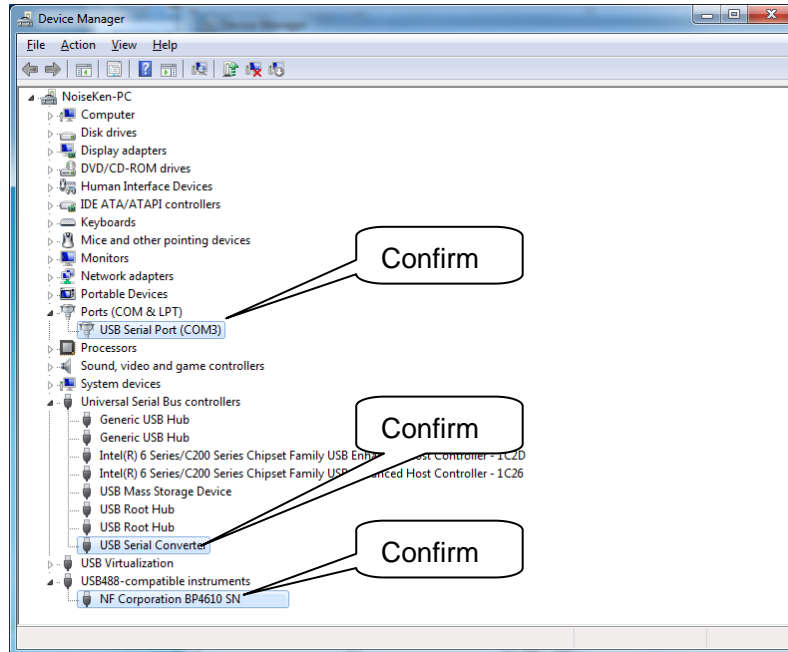 Device Manager
File Action View Help
NoiseKen-PC
Computer
Disk drives
Display adapters
DVD/CD-ROM drives
Human Interface Devices
IDE ATA/ATAPI controllers
Keyboards
Mice and other pointing devices
Monitors
Confirm
Network adapters
Portable Devices
Ports (COM & LPT)
USB Serial Port (COM3)
Processors
Sound, video and game controllers
System devices
Universal Serial Bus controllers
Generic USB Hub
Confirm
Generic USB Hub
Intel(R) 6 Series/C200 Series Chipset Family USB Host Controller - 1C2D
Intel(R) 6 Series/C200 Series Chipset Family Host Controller - 1C26
USB Mass Storage Device
USB Root Hub
USB Root Hub
USB Serial Converter
Confirm
USB Virtualization
USB488-compatible instruments
NF Corporation BP4610 SN